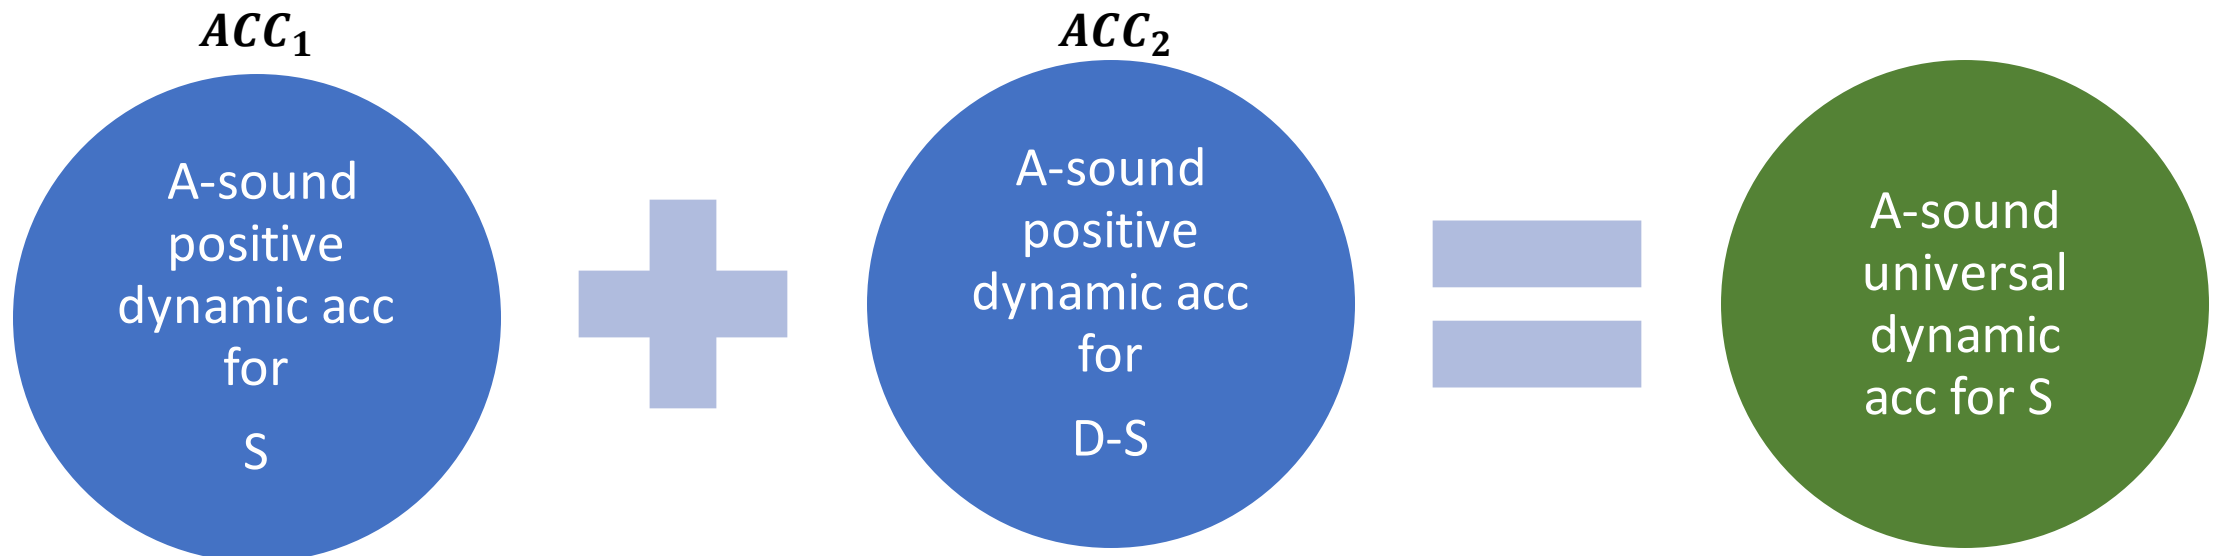 ACC₁
A-sound
positive
dynamic acc
for
S
ACC₂
A-sound
positive
dynamic acc
for
D-S
A-sound
universal
dynamic
acc for S